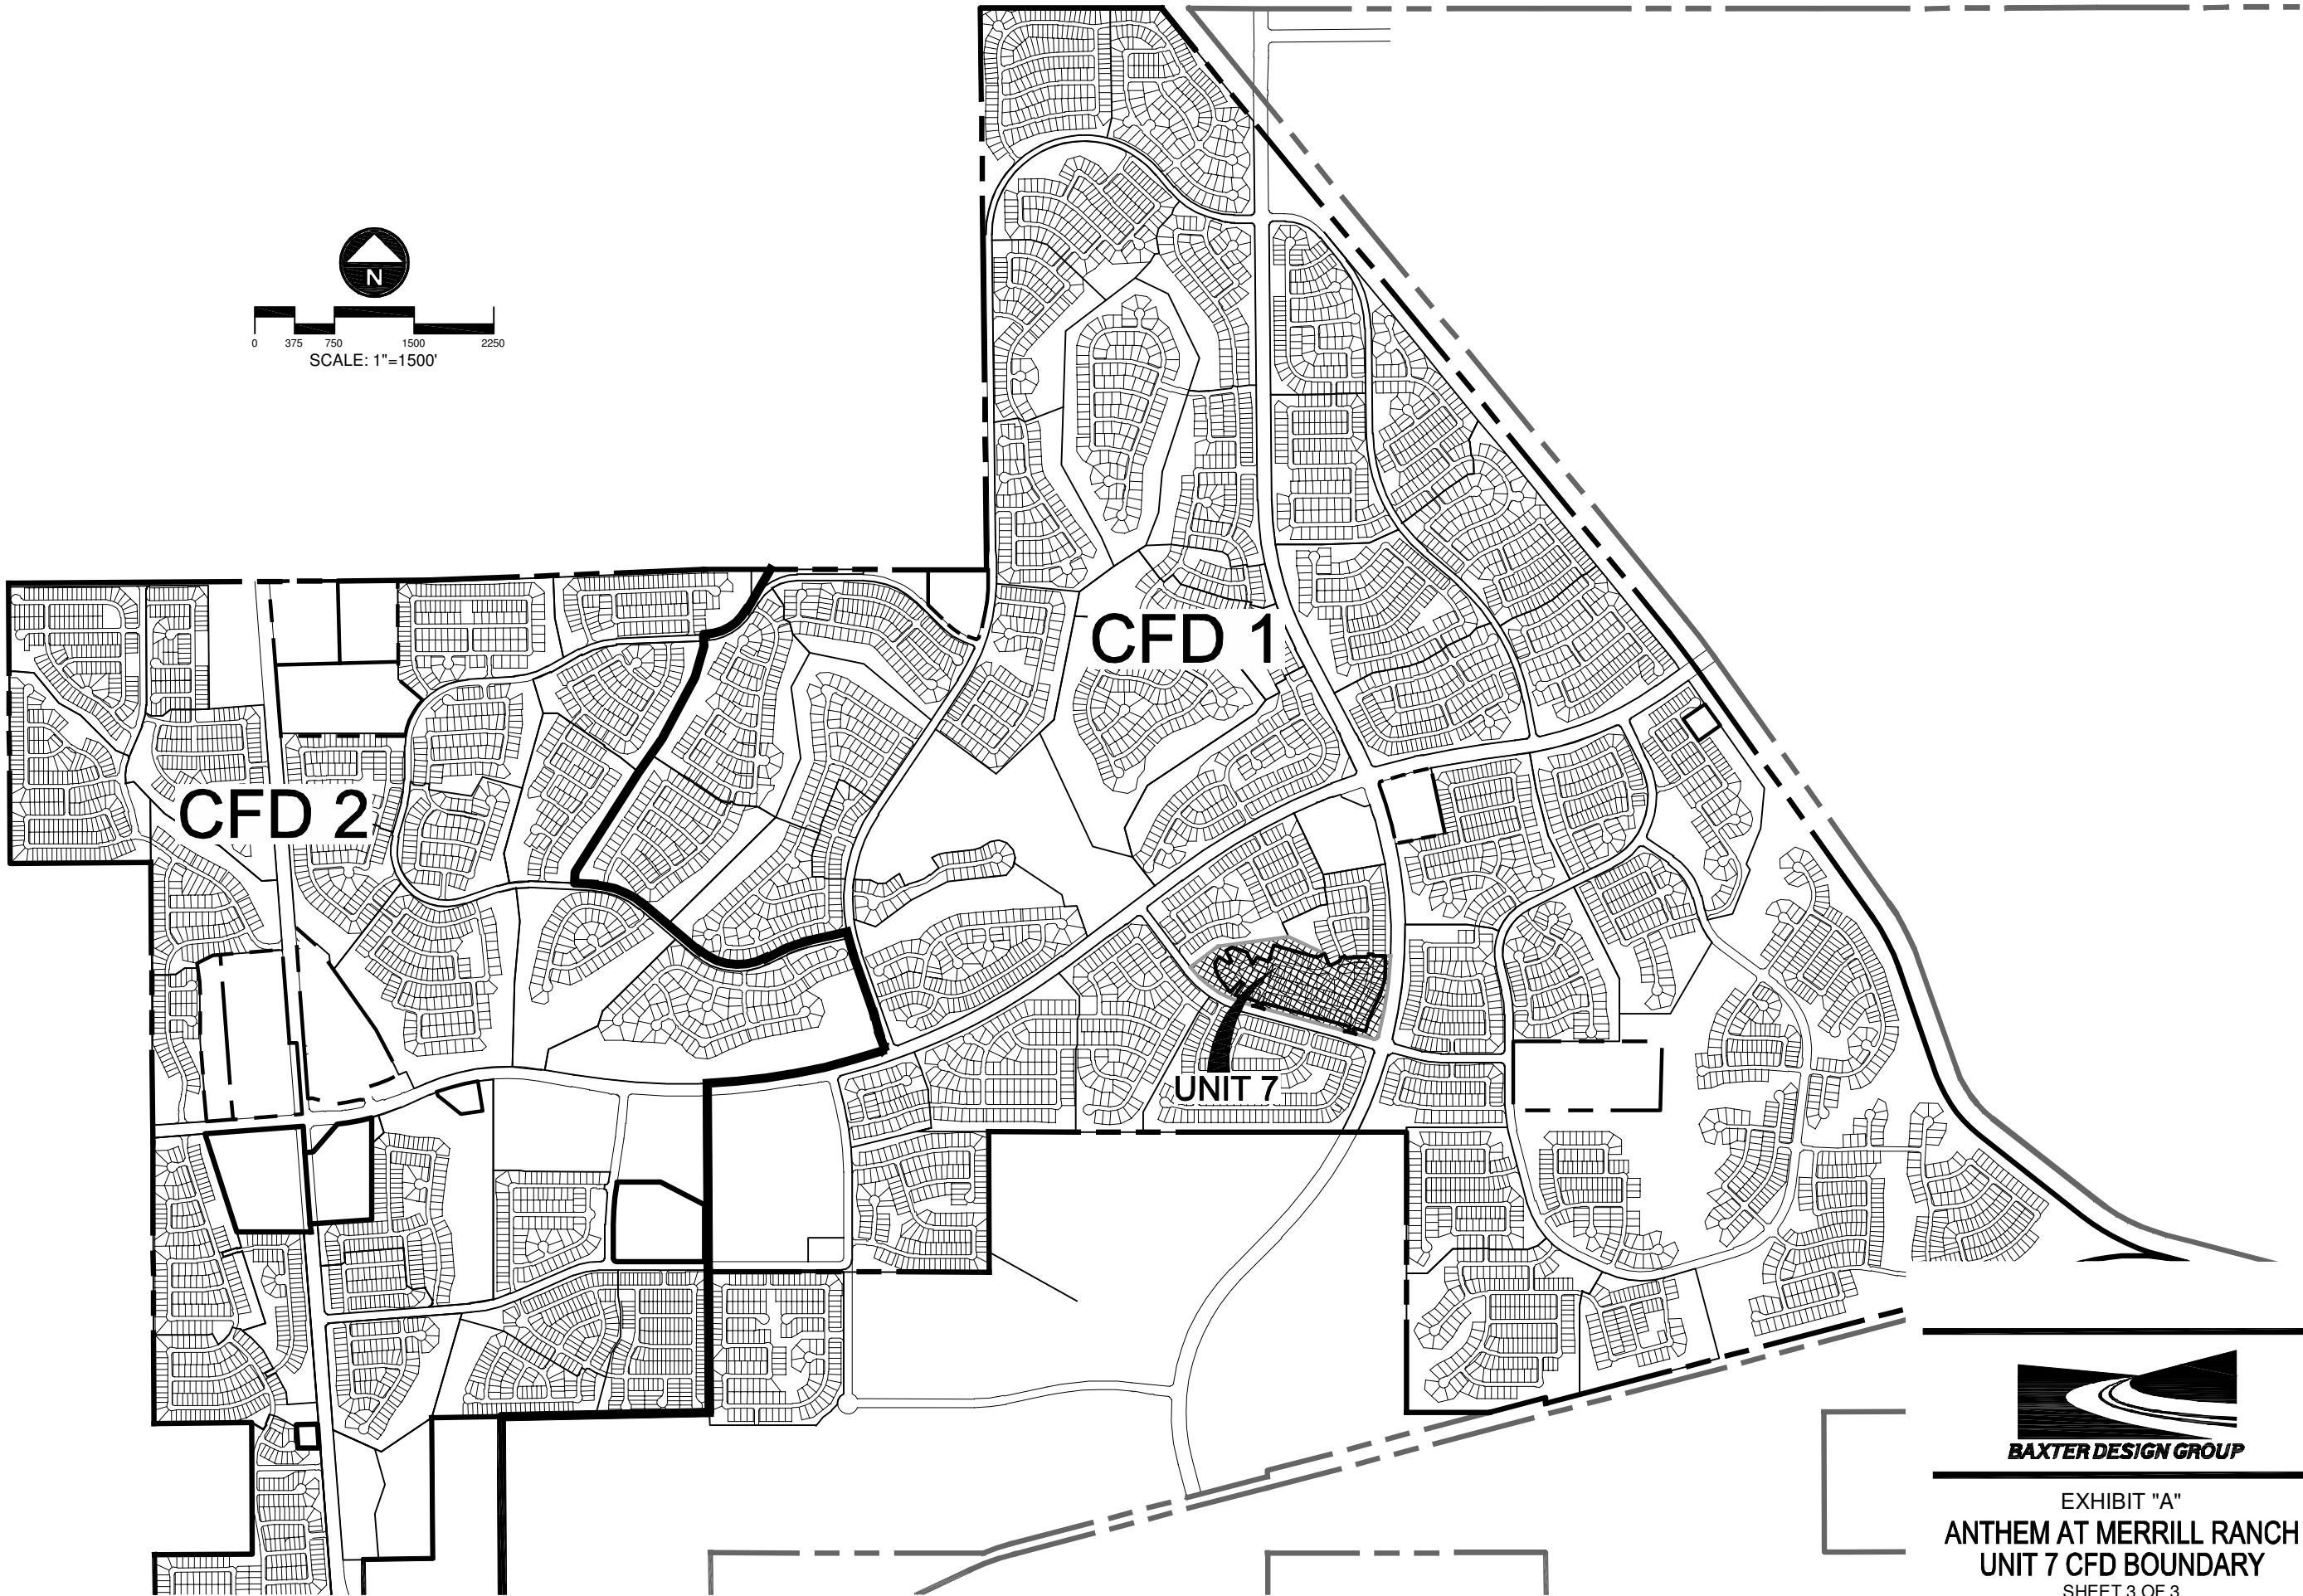 N
0 375 750 1500 2250
SCALE: 1"=1500'
CFD 1
CFD 2
UNIT 7
BAXTER DESIGN GROUP
EXHIBIT "A"
ANTHEM AT MERRILL RANCH
UNIT 7 CFD BOUNDARY
SHEET 3 OF 3